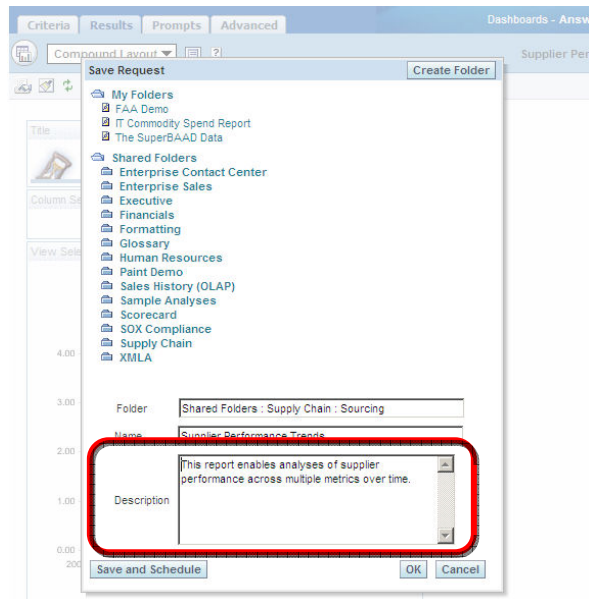 Criteria Results Prompts Advanced
Dashboards - Answ
Compound Layout
Supplier Per
Save Request
Create Folder
My Folders
FAA Demo
IT Commodity Spend Report
The SuperBAAD Data
Shared Folders
Enterprise Contact Center
Enterprise Sales
Executive
Financials
Formatting
Glossary
Human Resources
Paint Demo
Sales History (OLAP)
Sample Analyses
Scorecard
SOX Compliance
Supply Chain
XMLA
Title
Column Se
View Sele
4.00
3.00
2.00
1.00
0.00
200
Folder Shared Folders : Supply Chain : Sourcing
Name Supplier Performance Trends
Description
This report enables analyses of supplier
performance across multiple metrics over time.
Save and Schedule OK Cancel